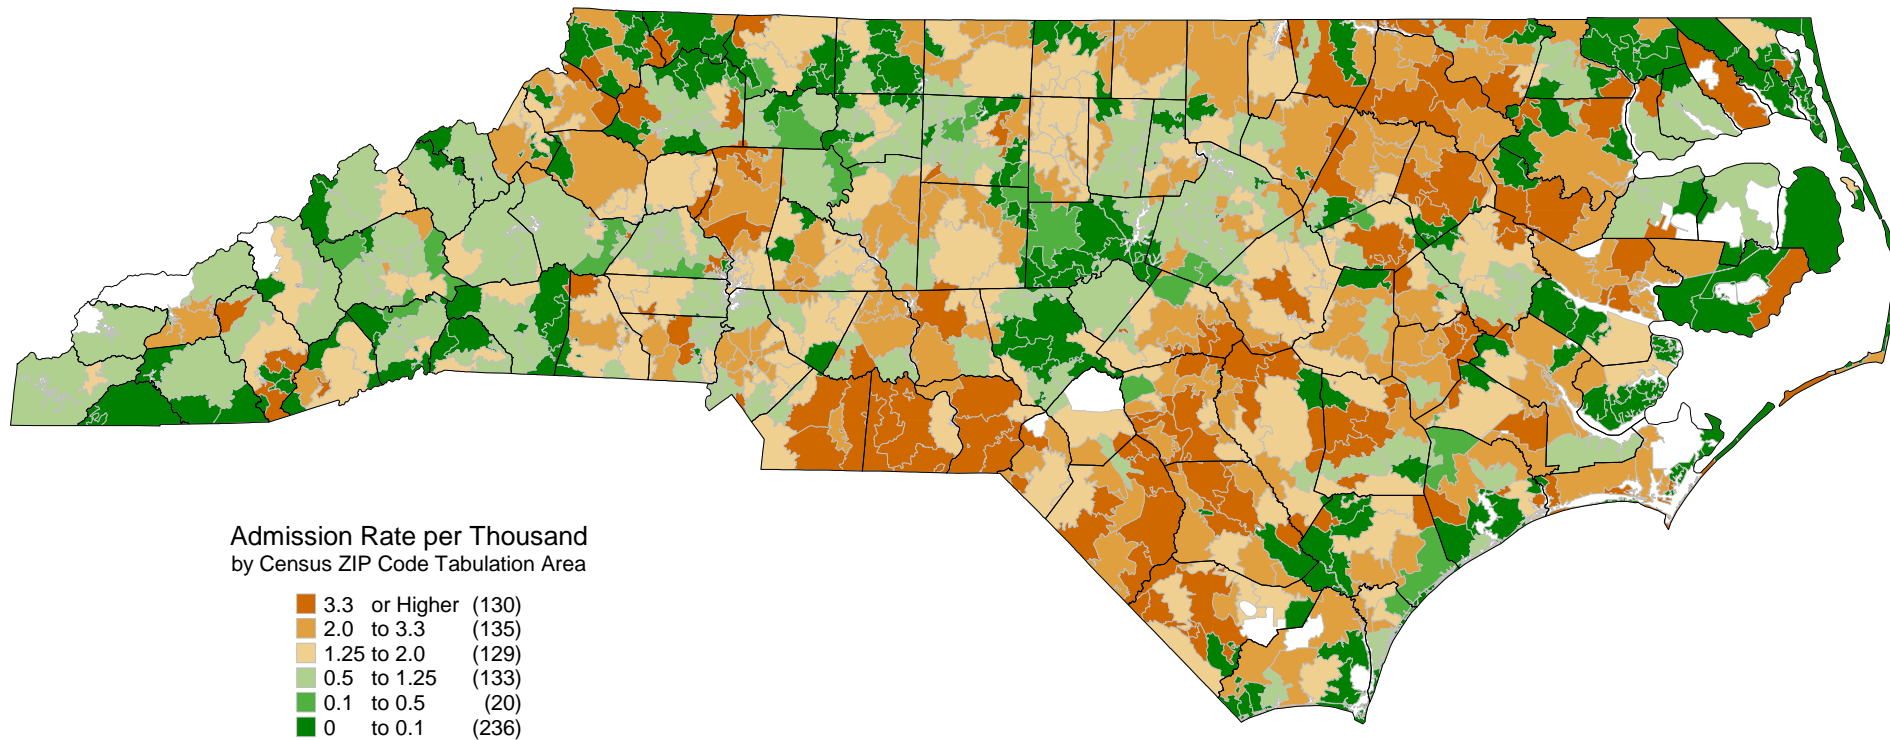 Admission Rate per Thousand
by Census ZIP Code Tabulation Area
3.3 or Higher (130)
2.0 to 3.3 (135)
1.25 to 2.0 (129)
0.5 to 1.25 (133)
0.1 to 0.5 (20)
0 to 0.1 (236)